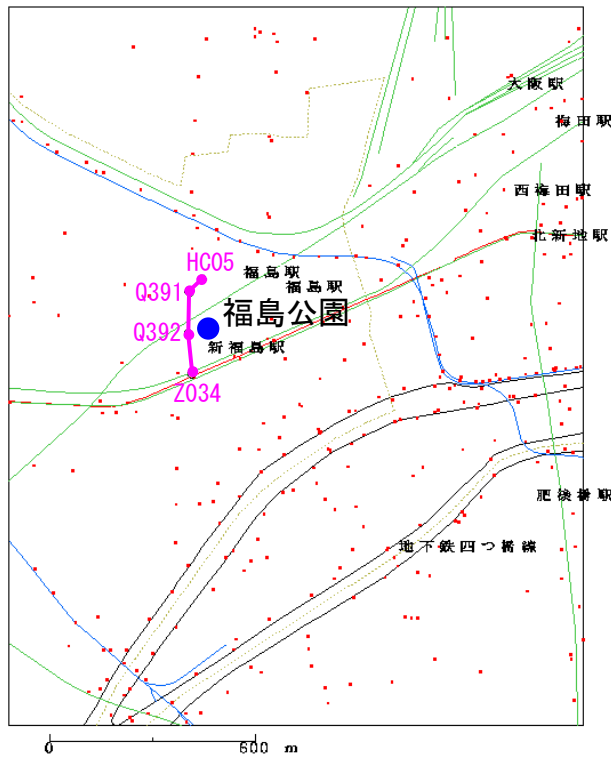 大阪駅
梅田駅
西梅田駅
北新地駅
HC05
福島駅
Q391
福島駅
福島公園
Q392
新福島駅
Z034
肥後橋駅
地下鉄四つ橋線
0 600 m